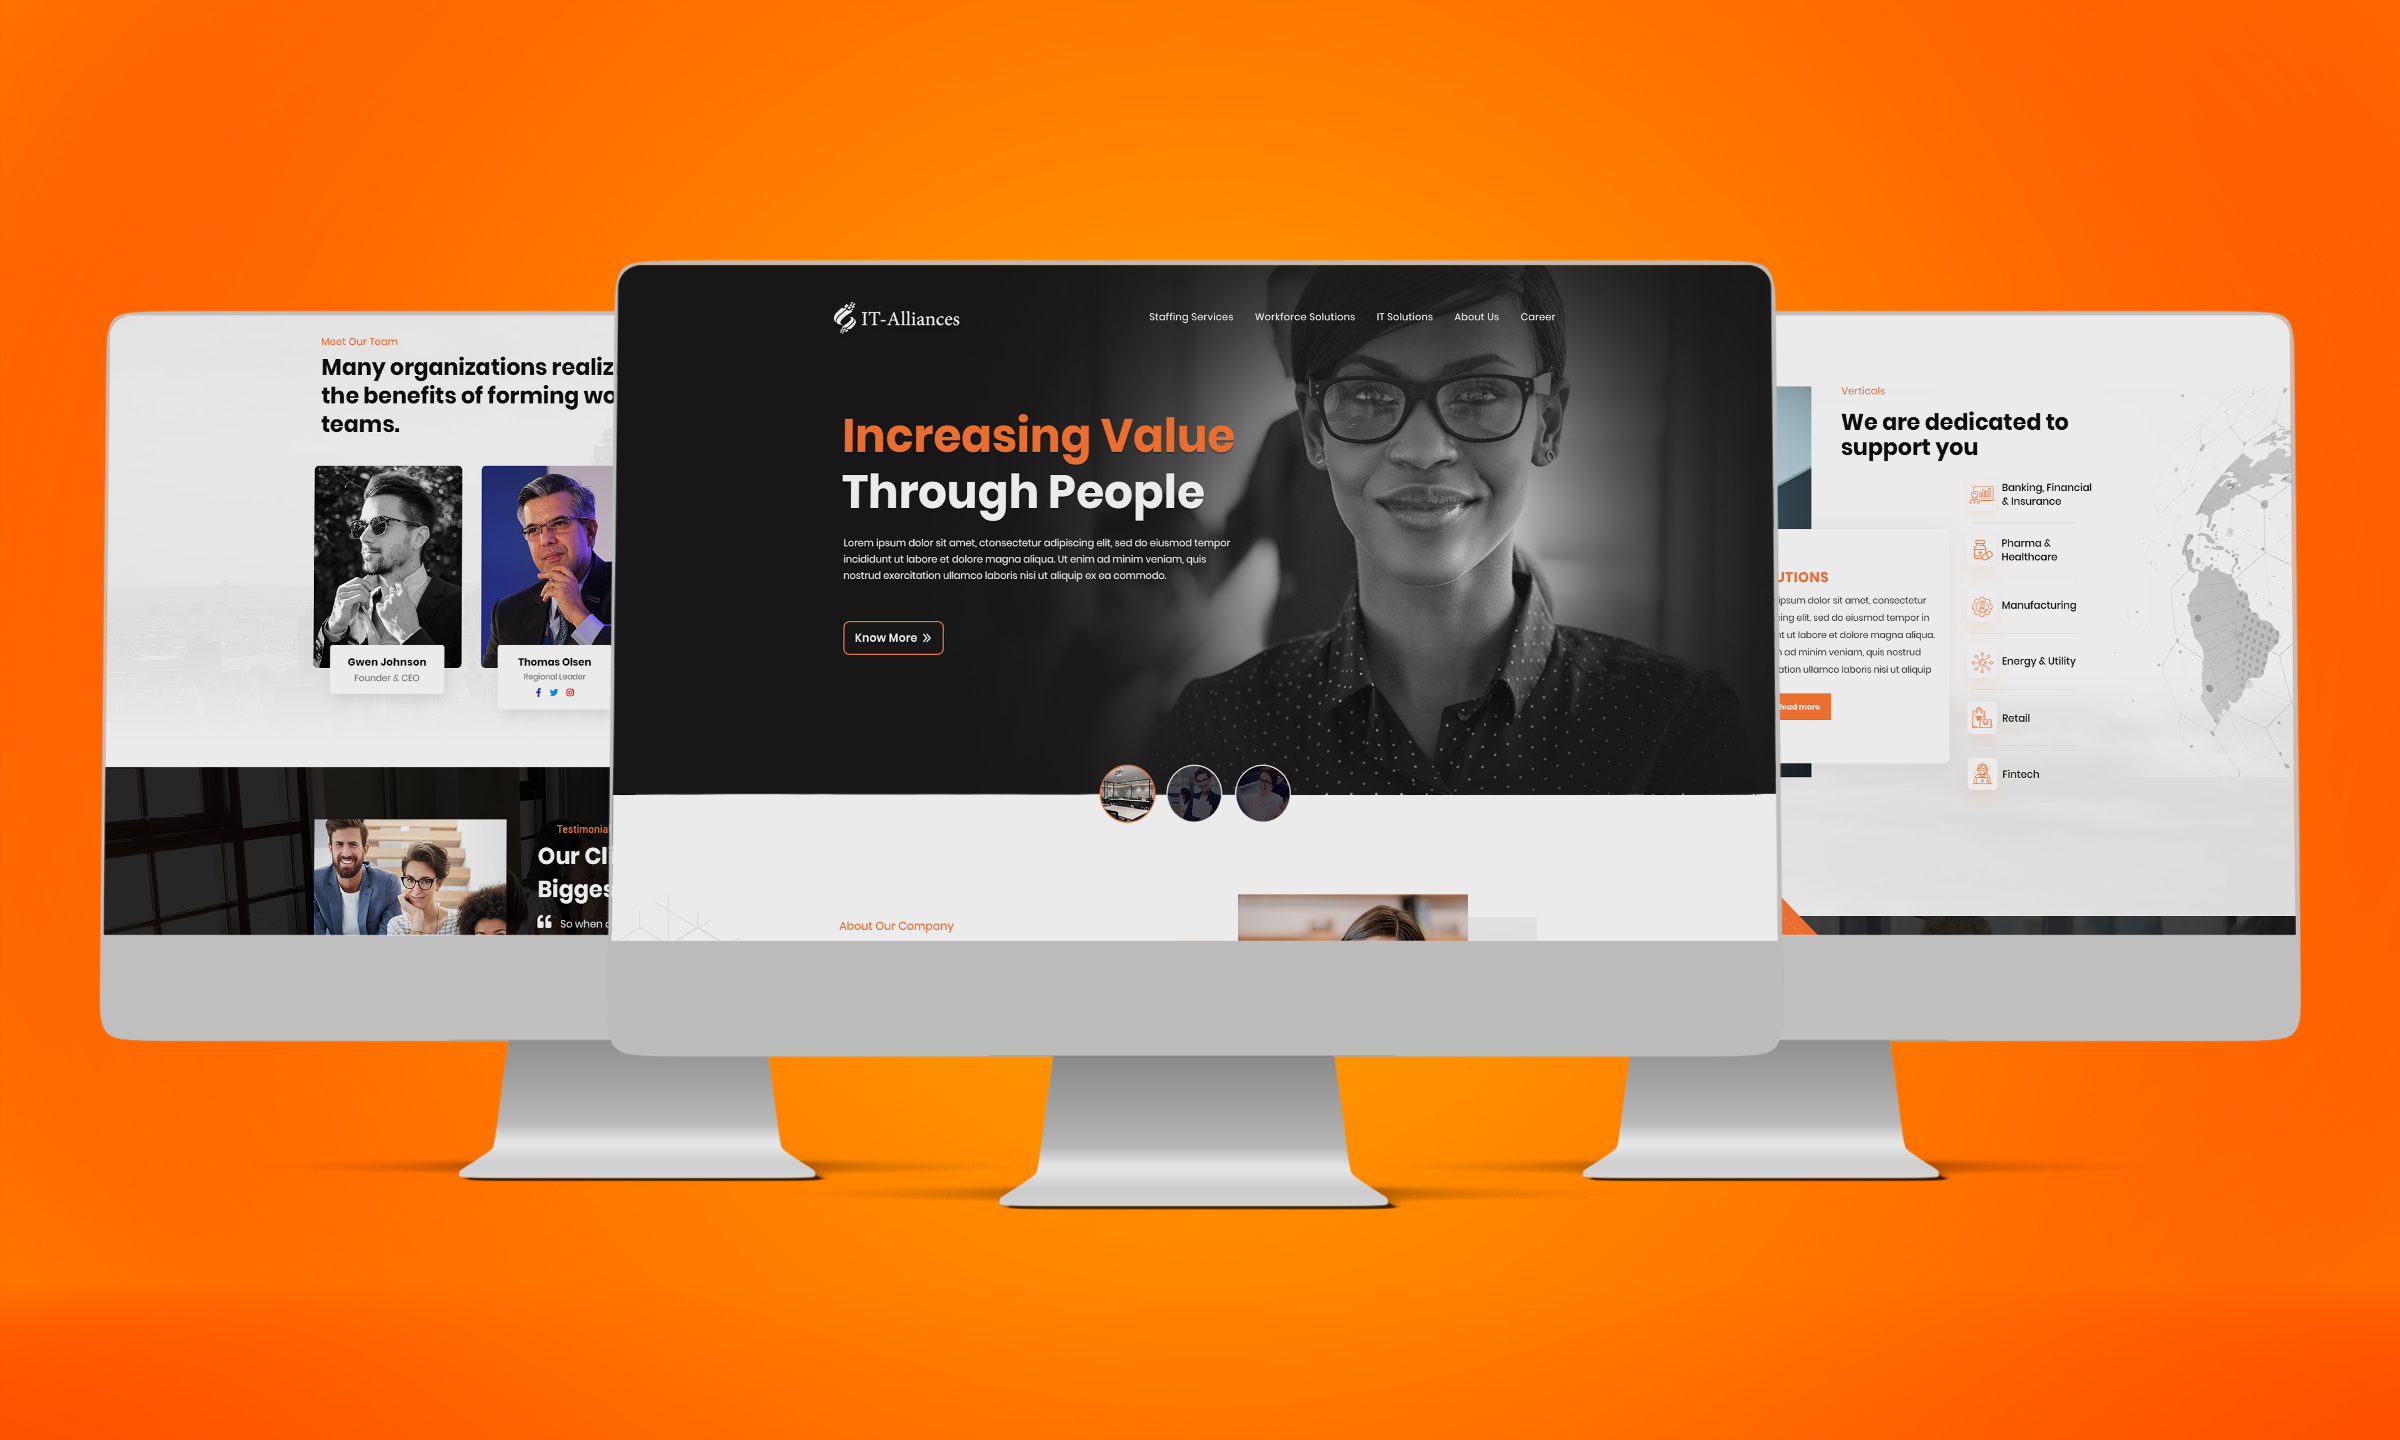 Meet Our Team
Many organizations realiz
the benefits of forming wo
teams.
Gwen Johnson
Founder & CEO
Thomas Olsen
Regional Leader
Testimonial
Our Cli
Bigges
So when
IT-Alliances
Staffing Services Workforce Solutions IT Solutions About Us Career
Increasing Value
Through People
Lorem ipsum dolor sit amet, ctonsectetur adipiscing elit, sed do eiusmod tempor
incididunt ut labore et dolore magna aliqua. Ut enim ad minim veniam, quis
nostrud exercitation ullamco laboris nisi ut aliquip ex ea commodo.
Know More »
About Our Company
Verticals
We are dedicated to
support you
UTIONS
ipsum dolor sit amet, consectetur
cing elit, sed do eiusmod tempor in
nt ut labore et dolore magna aliqua.
ad minim veniam, quis nostrud
ation ullamco laboris nisi ut aliquip
Read more
Banking, Financial
& Insurance
Pharma &
Healthcare
Manufacturing
Energy & Utility
Retail
Fintech